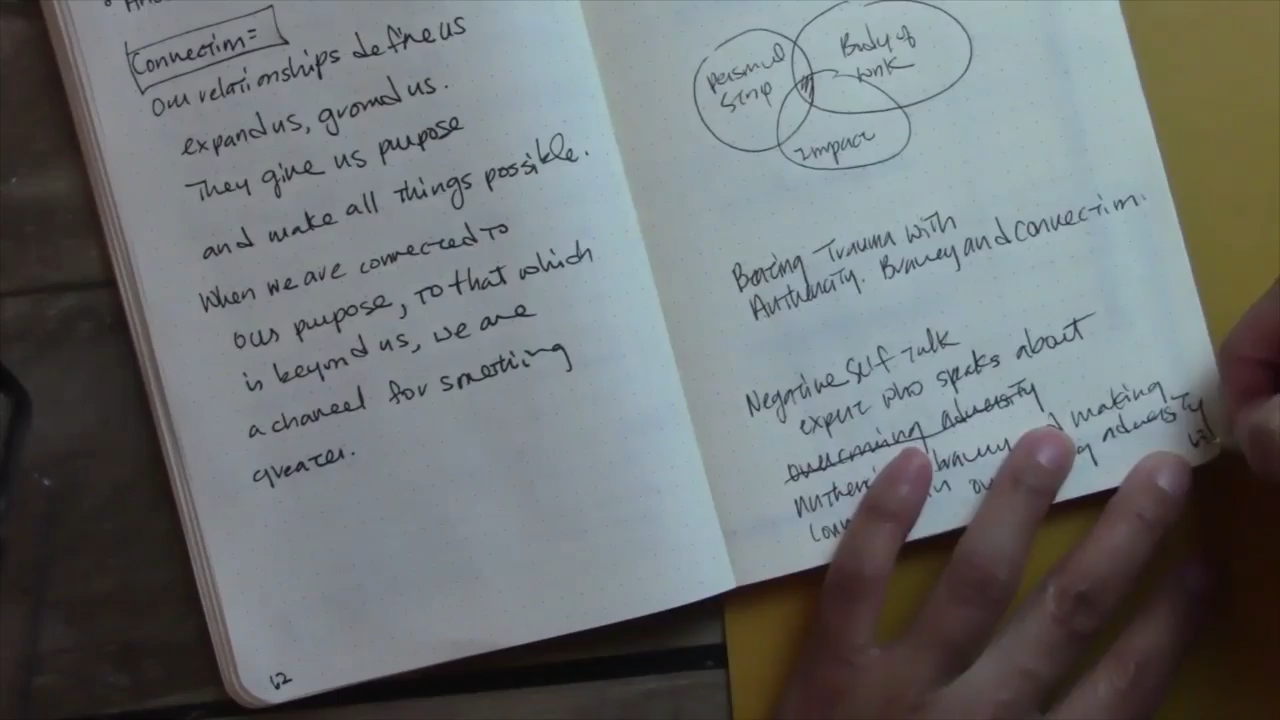 Connection=
our relationships define us
expand us, ground us.
They give us purpose
and make all things possible.
When we are connected to
our purpose, to that which
is beyond us, we are
a channel for something
greater.
62
Personal
Story
Body of
work
Impact
Beating Trauma with
Authenticity. Bravery and connection.
Negative Self Talk
expert who speaks about
overcoming adversity
making
adversity